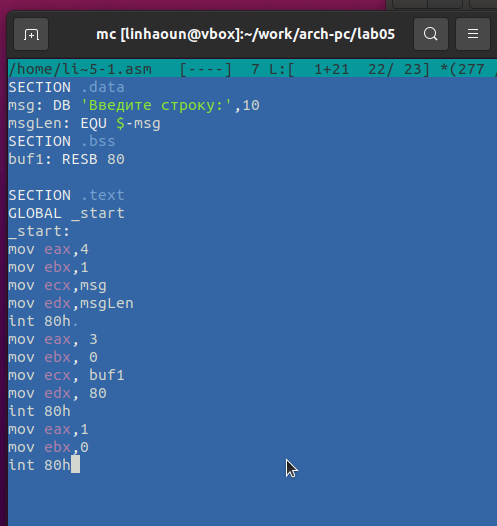 mc [linhaoun@vbox]:~/work/arch-pc/lab05
/home/li~5-1.asm   [----]  7 L:[  1+21  22/ 23] *(277 /
SECTION .data
msg: DB 'Введите строку:',10
msgLen: EQU $-msg
SECTION .bss
buf1: RESB 80

SECTION .text
GLOBAL _start
_start:
mov eax,4
mov ebx,1
mov ecx,msg
mov edx,msgLen
int 80h.
mov eax, 3
mov ebx, 0
mov ecx, buf1
mov edx, 80
int 80h
mov eax,1
mov ebx,0
int 80h